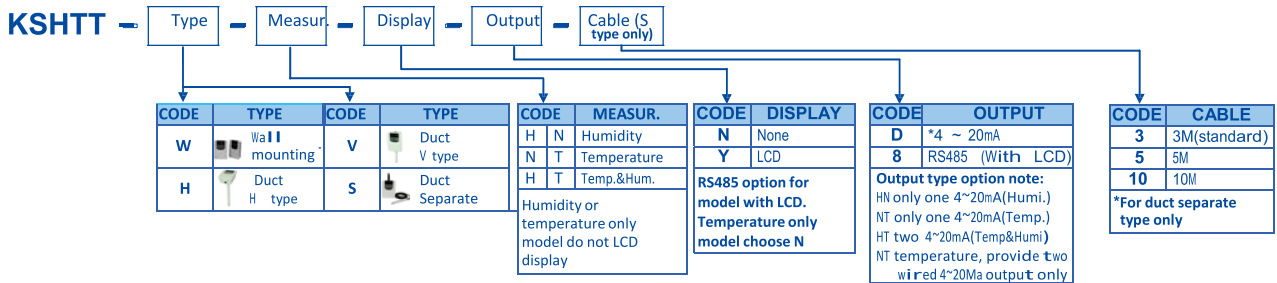 KSHTT - Type - Measur. - Display - Output - Cable (S
type only)
CODE TYPE CODE TYPE
W Wall
mounting
V Duct
V type
H Duct
H type
S Duct
Separate
CODE MEASUR.
H N Humidity
N T Temperature
H T Temp.&Hum.
Humidity or
temperature only
model do not LCD
display
CODE DISPLAY
N None
Y LCD
RS485 option for
model with LCD.
Temperature only
model choose N
CODE OUTPUT
D *4 ~ 20mA
8 RS485 (With LCD)
Output type option note:
HN only one 4~20mA(Humi.)
NT only one 4~20mA(Temp.)
HT two 4~20mA(Temp&Humi)
NT temperature, provide two
wired 4~20Ma output only
CODE CABLE
3 3M(standard)
5 5M
10 10M
*For duct separate
type only